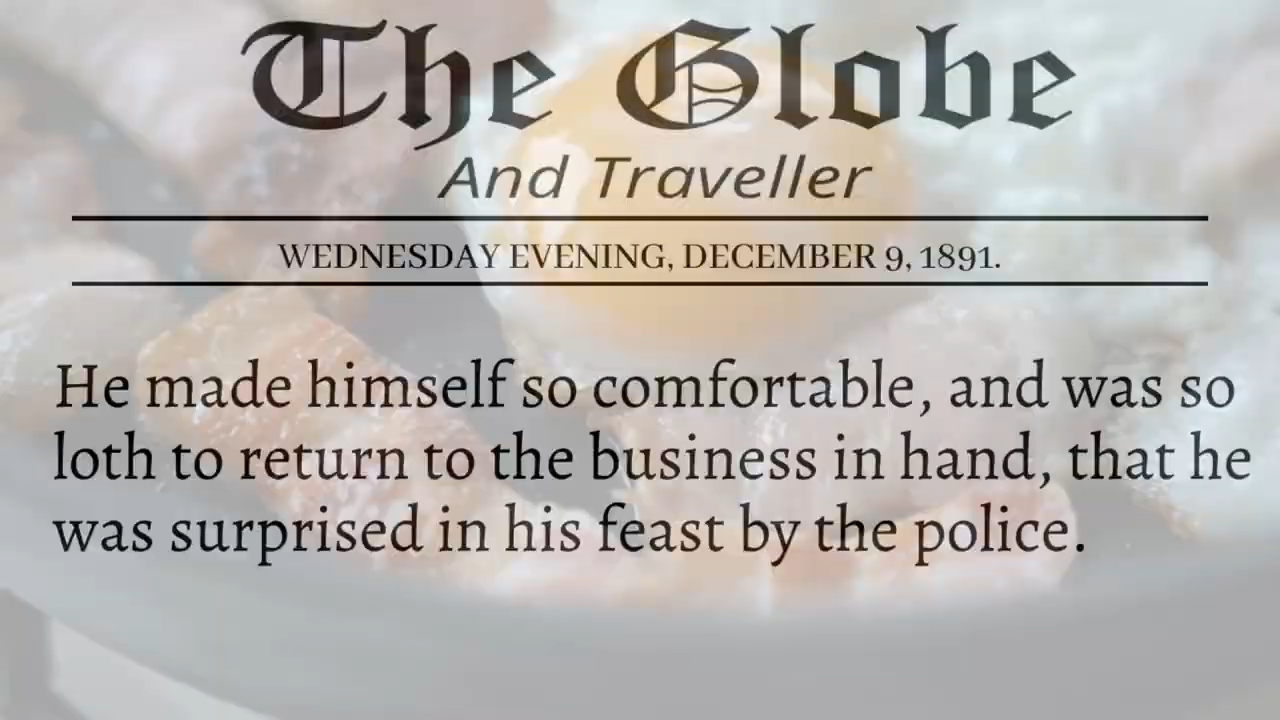 The Globe
And Traveller
WEDNESDAY EVENING, DECEMBER 9, 1891.
He made himself so comfortable, and was so
loth to return to the business in hand, that he
was surprised in his feast by the police.